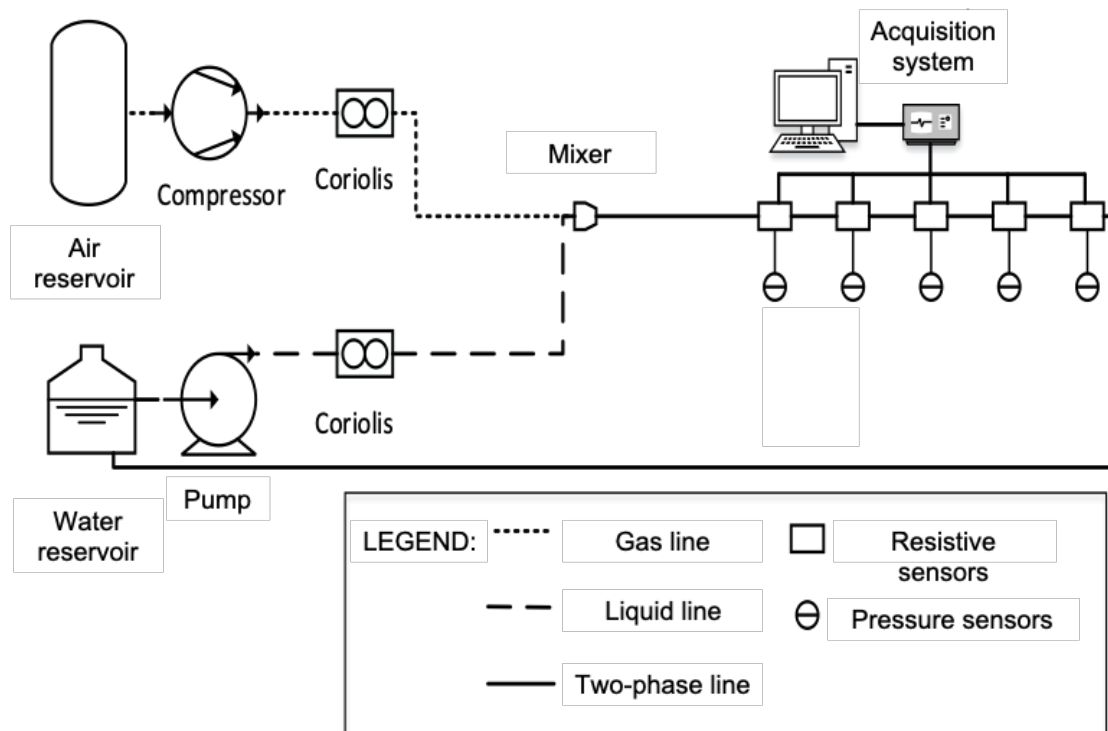 Acquisition
system
Mixer
Compressor
Coriolis
Air
reservoir
Coriolis
Pump
Water
reservoir
LEGEND:
Gas line
Resistive
sensors
Liquid line
Pressure sensors
Two-phase line